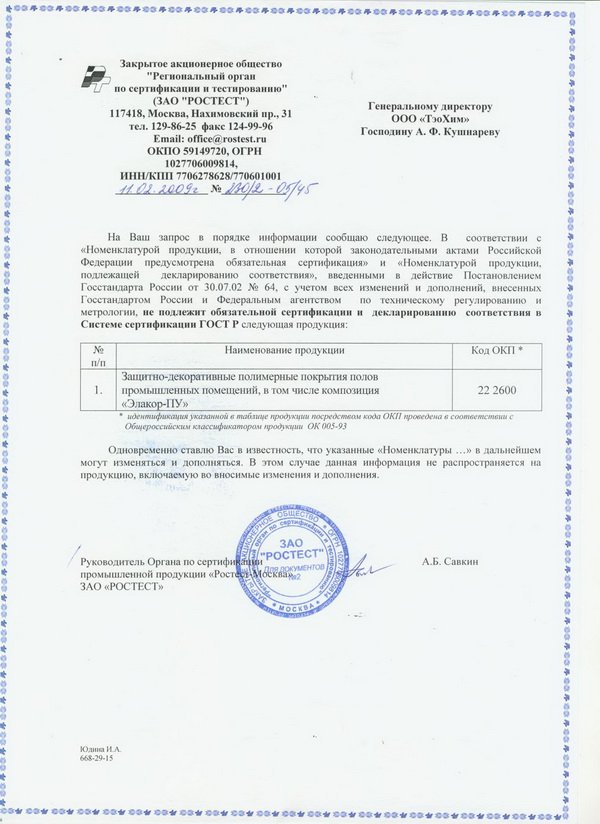 Закрытое акционерное общество
"Региональный орган
по сертификации и тестированию"
(ЗАО "РОСТЕСТ")
117418, Москва, Нахимовский пр., 31
тел. 129-86-25 факс 124-99-96
Email: office@rostest.ru
ОКПО 59149720, ОГРН
1027706009814,
ИНН/КПП 7706278628/770601001
11.02.2009г № 230/2-05/45
Генеральному директору
ООО «ТэоХим»
Господину А. Ф. Кушнареву
На Ваш запрос в порядке информации сообщаю следующее. В соответствии с
«Номенклатурой продукции, в отношении которой законодательными актами Российской
Федерации предусмотрена обязательная сертификация» и «Номенклатурой продукции,
подлежащей декларированию соответствия», введенными в действие Постановлением
Госстандарта России от 30.07.02 № 64, с учетом всех изменений и дополнений, внесенных
Госстандартом России и Федеральным агентством по техническому регулированию и
метрологии, не подлежит обязательной сертификации и декларированию соответствия в
Системе сертификации ГОСТ Р следующая продукция:
№
п/п
Наименование продукции
Код ОКП *
1.
Защитно-декоративные полимерные покрытия полов
промышленных помещений, в том числе композиция
«Элакор-ПУ»
22 2600
* идентификация указанной в таблице продукции посредством кода ОКП проведена в соответствии с
Общероссийским классификатором продукции ОК 005-93
Одновременно ставлю Вас в известность, что указанные «Номенклатуры ...» в дальнейшем
могут изменяться и дополняться. В этом случае данная информация не распространяется на
продукцию, включаемую во вносимые изменения и дополнения.
Руководитель Органа по сертификации
промышленной продукции «Ростест-Москва»
ЗАО «РОСТЕСТ»
А.Б. Савкин
ЗАО
"РОСТЕСТ"
Для документов
№2
МОСКВА
Юдина И.А.
668-29-15